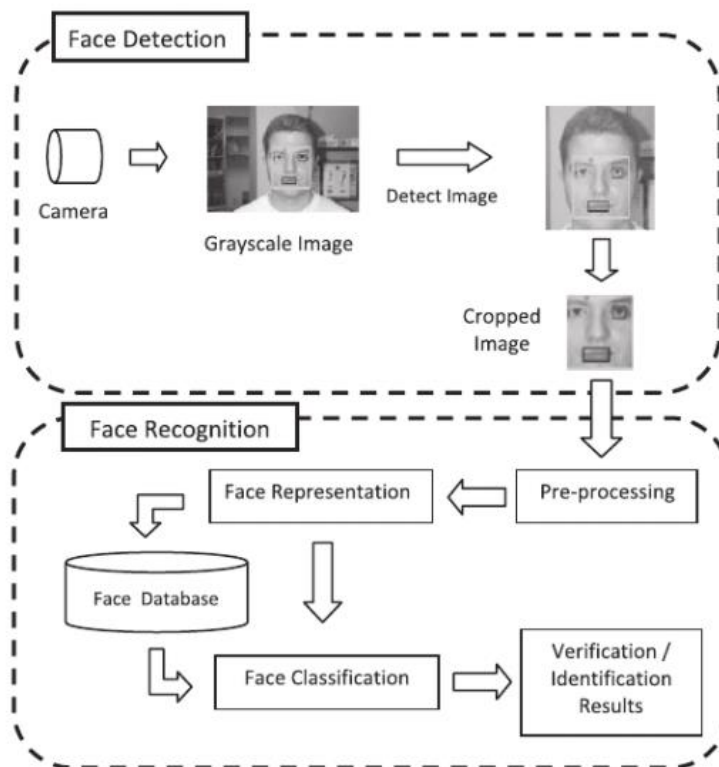 Face Detection
Camera
Grayscale Image
Detect Image
Cropped
Image
Face Recognition
Face Representation
Pre-processing
Face Database
Face Classification
Verification /
Identification
Results